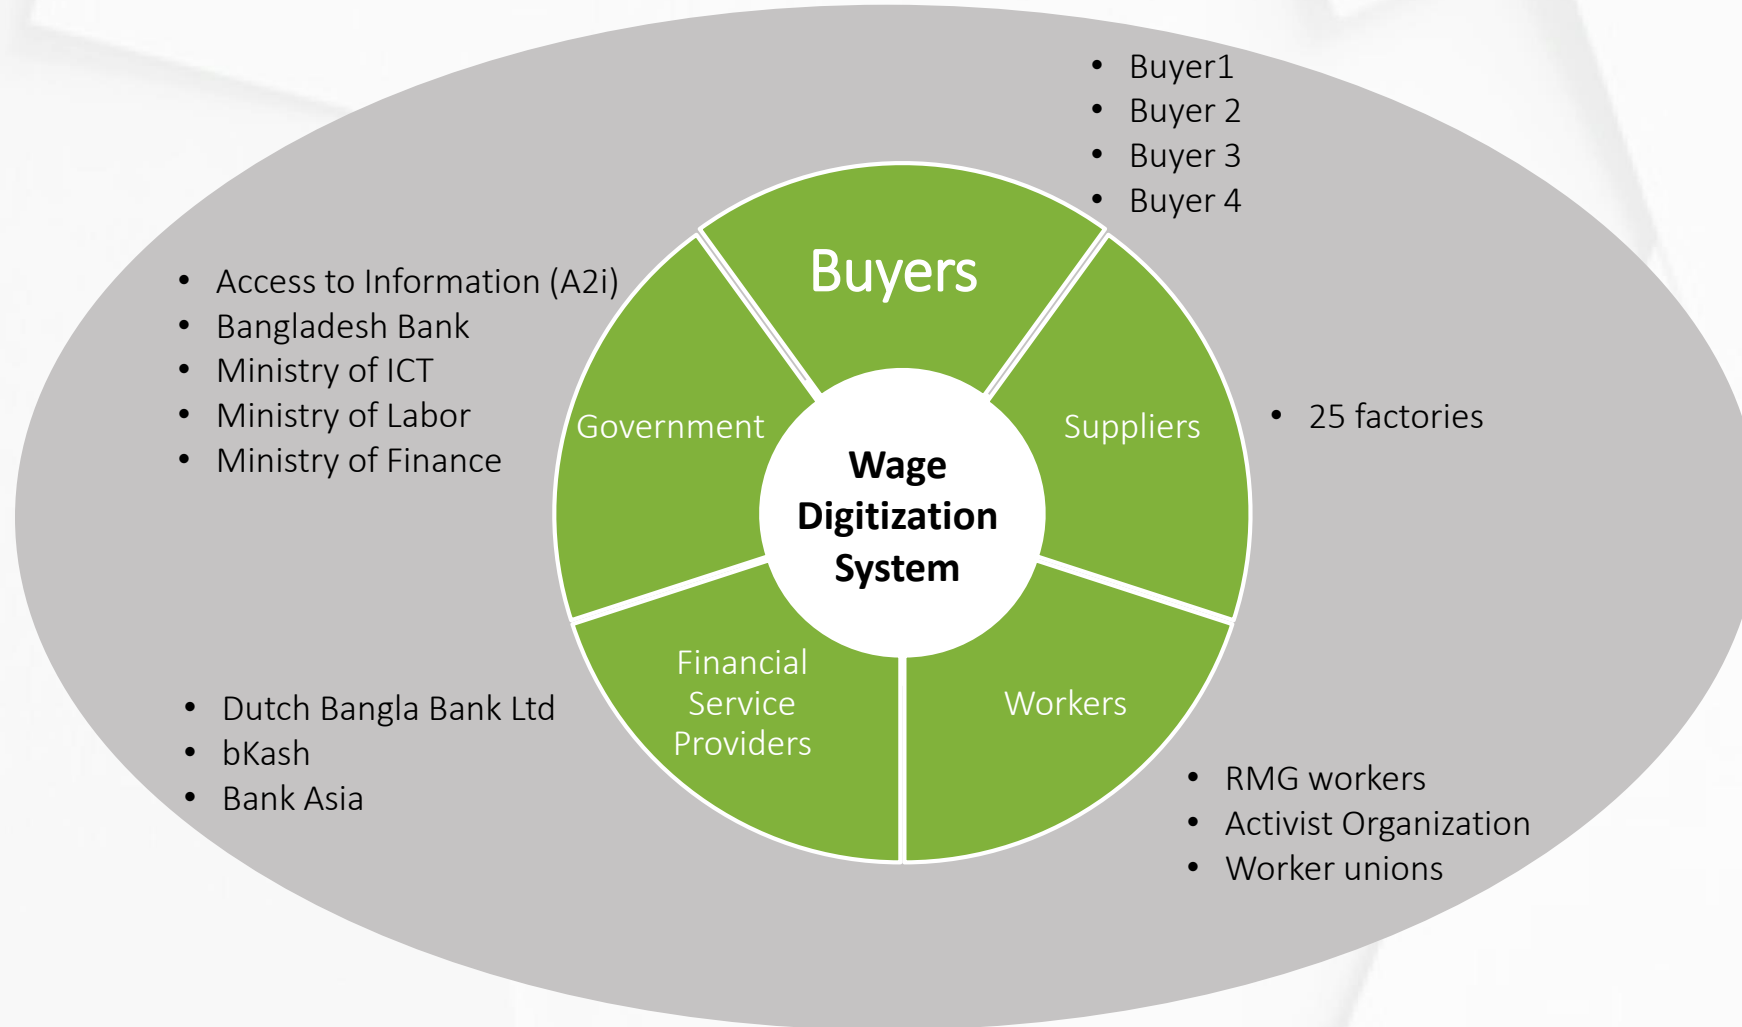 • Buyer1
• Buyer 2
• Buyer 3
• Buyer 4
Buyers
• Access to Information (A2i)
• Bangladesh Bank
• Ministry of ICT
• Ministry of Labor
• Ministry of Finance
Government
Suppliers
• 25 factories
Wage
Digitization
System
Financial
Service
Providers
Workers
• Dutch Bangla Bank Ltd
• bKash
• Bank Asia
• RMG workers
• Activist Organization
• Worker unions